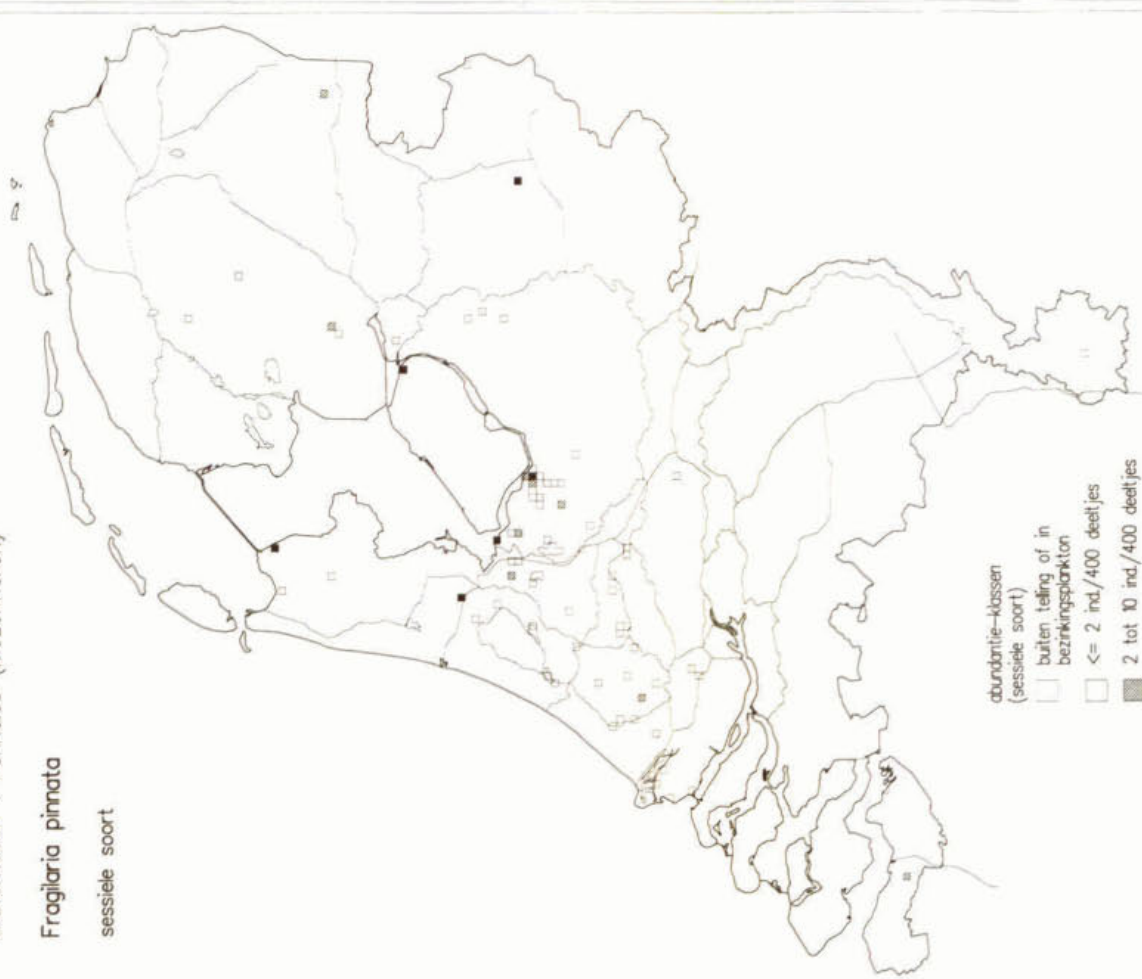 Fragilaria pinnata
sessiele soort
abundantie-klassen
(sessiele soort)
buiten telling of in
bezinkingsplankton
<= 2 ind./400 deeltjes
2 tot 10 ind./400 deeltjes